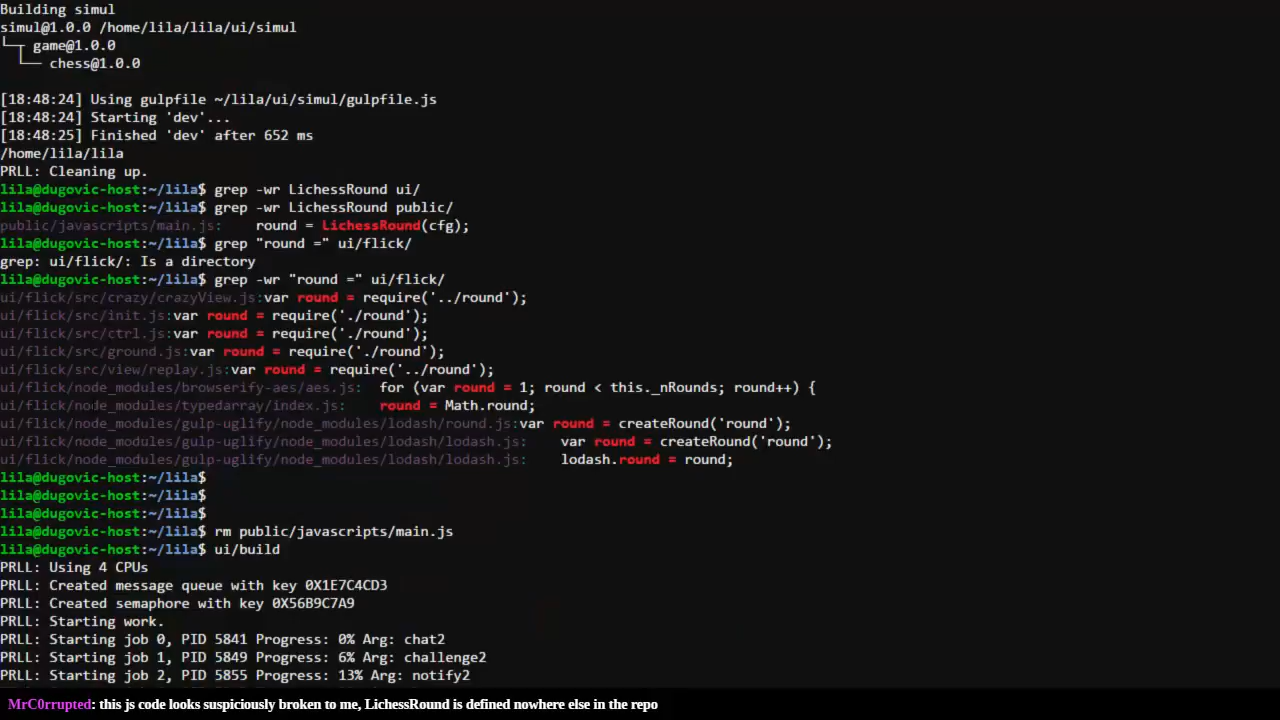 Building simul
simul@1.0.0 /home/lila/lila/ui/simul
└─┬ game@1.0.0
  └── chess@1.0.0
[18:48:24] Using gulpfile ~/lila/ui/simul/gulpfile.js
[18:48:24] Starting 'dev'...
[18:48:25] Finished 'dev' after 652 ms
/home/lila/lila
PRLL: Cleaning up.
lila@dugovic-host:~/lila$ grep -wr LichessRound ui/
lila@dugovic-host:~/lila$ grep -wr LichessRound public/
public/javascripts/main.js:    round = LichessRound(cfg);
lila@dugovic-host:~/lila$ grep "round =" ui/flick/
grep: ui/flick/: Is a directory
lila@dugovic-host:~/lila$ grep -wr "round =" ui/flick/
ui/flick/src/crazy/crazyView.js:var round = require('../round');
ui/flick/src/init.js:var round = require('./round');
ui/flick/src/ctrl.js:var round = require('./round');
ui/flick/src/ground.js:var round = require('./round');
ui/flick/src/view/replay.js:var round = require('../round');
ui/flick/node_modules/browserify-aes/aes.js:  for (var round = 1; round < this._nRounds; round++) {
ui/flick/node_modules/typedarray/index.js:    round = Math.round;
ui/flick/node_modules/gulp-uglify/node_modules/lodash/round.js:var round = createRound('round');
ui/flick/node_modules/gulp-uglify/node_modules/lodash/lodash.js:    var round = createRound('round');
ui/flick/node_modules/gulp-uglify/node_modules/lodash/lodash.js:    lodash.round = round;
lila@dugovic-host:~/lila$
lila@dugovic-host:~/lila$
lila@dugovic-host:~/lila$
lila@dugovic-host:~/lila$ rm public/javascripts/main.js
lila@dugovic-host:~/lila$ ui/build
PRLL: Using 4 CPUs
PRLL: Created message queue with key 0X1E7C4CD3
PRLL: Created semaphore with key 0X56B9C7A9
PRLL: Starting work.
PRLL: Starting job 0, PID 5841 Progress: 0% Arg: chat2
PRLL: Starting job 1, PID 5849 Progress: 6% Arg: challenge2
PRLL: Starting job 2, PID 5855 Progress: 13% Arg: notify2
MrC0rrupted: this js code looks suspiciously broken to me, LichessRound is defined nowhere else in the repo